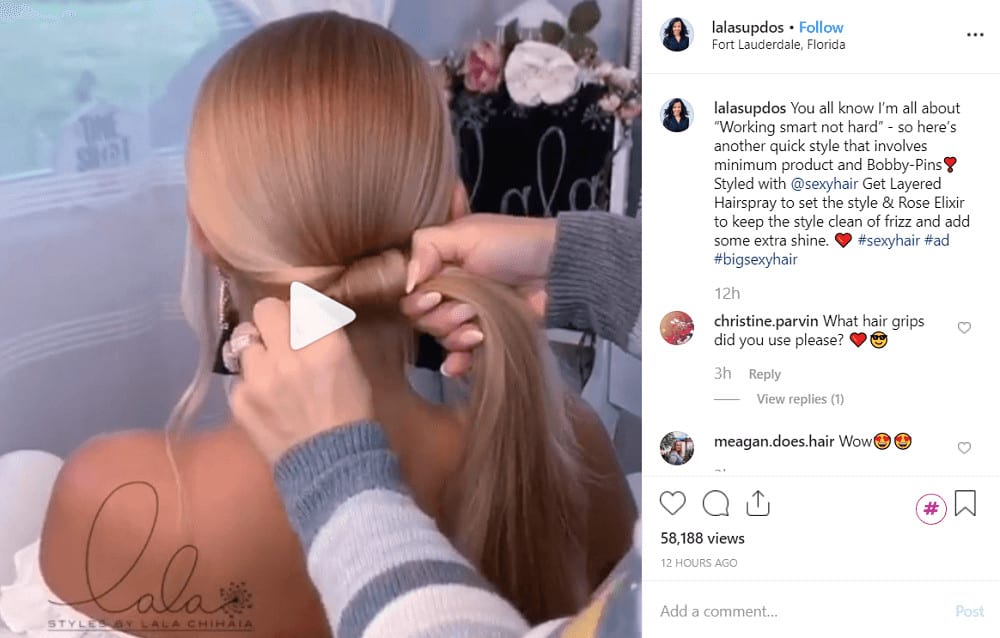 lala
lala
STYLES BY LALA CHIHAIA
lalasupdos • Follow
Fort Lauderdale, Florida
lalasupdos You all know I'm all about
"Working smart not hard" - so here's
another quick style that involves
minimum product and Bobby-Pins❣️
Styled with @sexyhair Get Layered
Hairspray to set the style & Rose Elixir
to keep the style clean of frizz and add
some extra shine. ❤️ #sexyhair #ad
#bigsexyhair
12h
christine.parvin What hair grips
did you use please? ❤️😎
3h Reply
View replies (1)
meagan.does.hair Wow😍😍
#
58,188 views
12 HOURS AGO
Add a comment...
Post